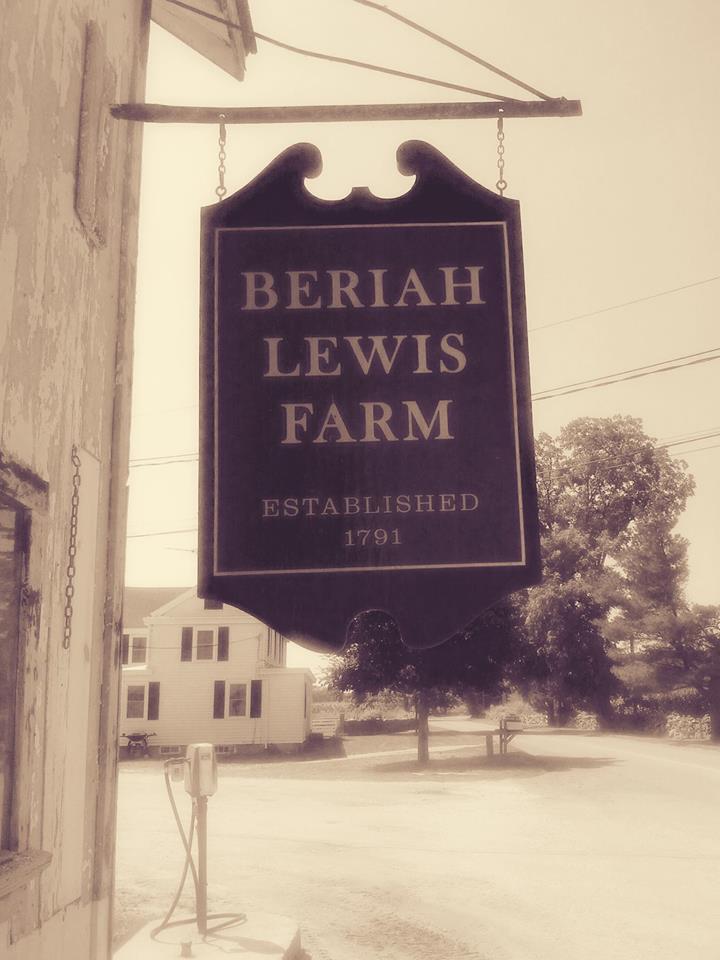 BERIAH
LEWIS
FARM
ESTABLISHED
1791